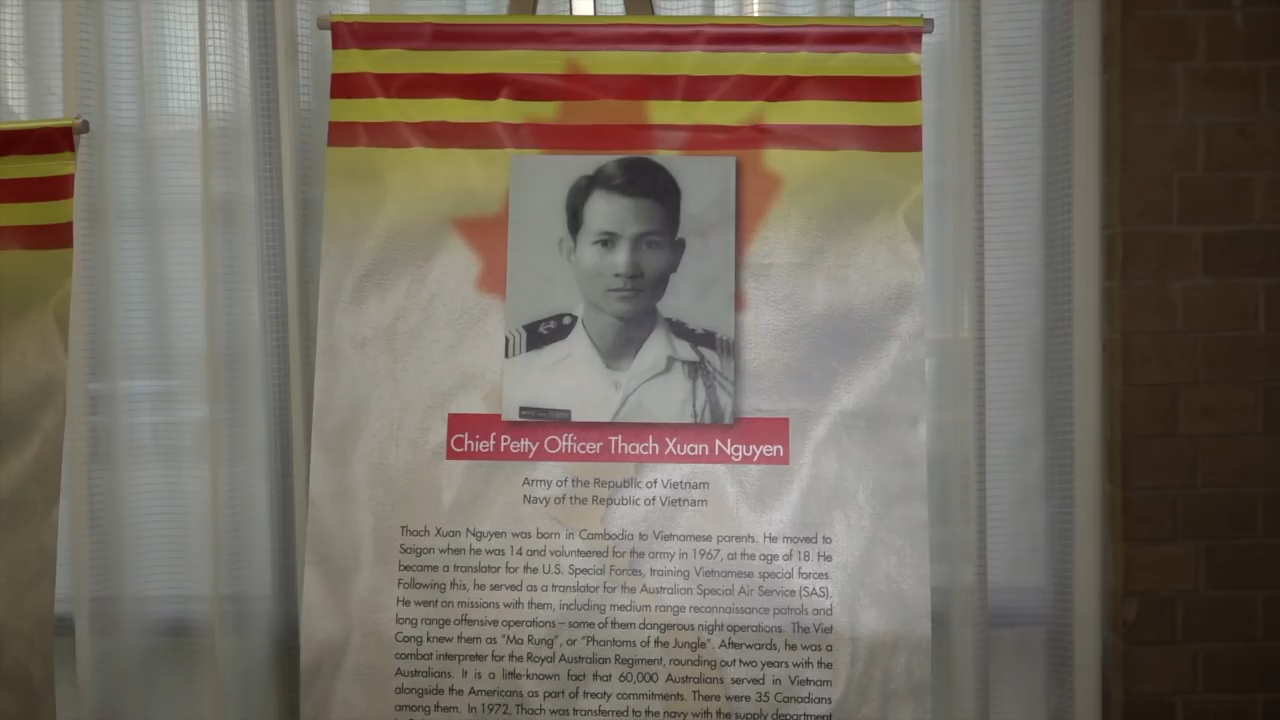 Chief Petty Officer Thach Xuan Nguyen
Army of the Republic of Vietnam
Navy of the Republic of Vietnam
Thach Xuan Nguyen was born in Cambodia to Vietnamese parents. He moved to
Saigon when he was 14 and volunteered for the army in 1967, at the age of 18. He
became a translator for the U.S. Special Forces, training Vietnamese special forces.
Following this, he served as a translator for the Australian Special Air Service (SAS).
He went on missions with them, including medium range reconnaissance patrols and
long range offensive operations – some of them dangerous night operations. The Viet
Cong knew them as "Ma Rung", or "Phantoms of the Jungle". Afterwards, he was a
combat interpreter for the Royal Australian Regiment, rounding out two years with the
Australians. It is a little-known fact that 60,000 Australians served in Vietnam
alongside the Americans as part of treaty commitments. There were 35 Canadians
among them. In 1972, Thach was transferred to the navy with the supply department